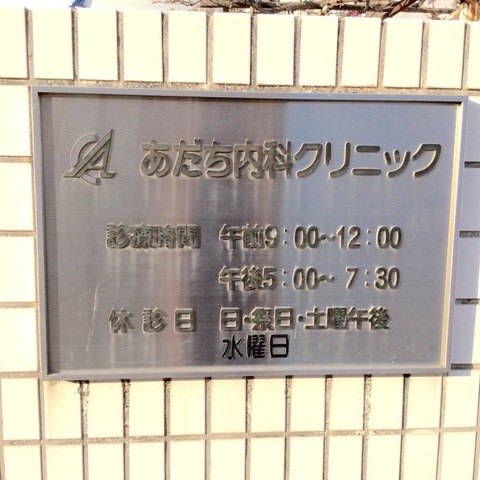 あだち内科クリニック
診療時間 午前9:00~12:00
午後5:00~7:30
休診日 日・祭日・土曜午後
水曜日